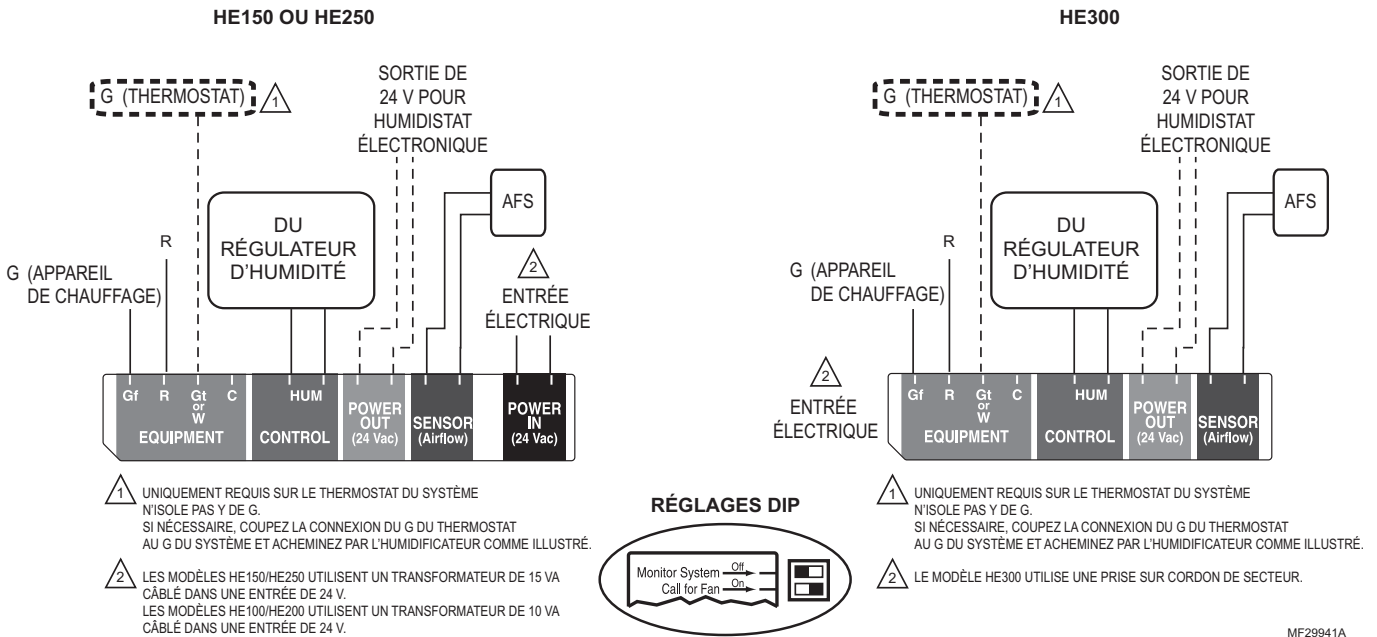 HE150 OU HE250
G (THERMOSTAT)
1
SORTIE DE
24 V POUR
HUMIDISTAT
ÉLECTRONIQUE
AFS
DU
RÉGULATEUR
D'HUMIDITÉ
R
G (APPAREIL
DE CHAUFFAGE)
2
ENTRÉE
ÉLECTRIQUE
Gf R Gt or W C
EQUIPMENT
HUM
CONTROL
POWER
OUT
(24 Vac)
SENSOR
(Airflow)
POWER
IN
(24 Vac)
1 UNIQUEMENT REQUIS SUR LE THERMOSTAT DU SYSTÈME
N'ISOLE PAS Y DE G.
SI NÉCESSAIRE, COUPEZ LA CONNEXION DU G DU THERMOSTAT
AU G DU SYSTÈME ET ACHEMINEZ PAR L'HUMIDIFICATEUR COMME ILLUSTRÉ.
2 LES MODÈLES HE150/HE250 UTILISENT UN TRANSFORMATEUR DE 15 VA
CÂBLÉ DANS UNE ENTRÉE DE 24 V.
LES MODÈLES HE100/HE200 UTILISENT UN TRANSFORMATEUR DE 10 VA
CÂBLÉ DANS UNE ENTRÉE DE 24 V.
RÉGLAGES DIP
Monitor System Off
Call for Fan On
HE300
G (THERMOSTAT)
1
SORTIE DE
24 V POUR
HUMIDISTAT
ÉLECTRONIQUE
AFS
DU
RÉGULATEUR
D'HUMIDITÉ
R
G (APPAREIL
DE CHAUFFAGE)
2
ENTRÉE
ÉLECTRIQUE
Gf R Gt or W C
EQUIPMENT
HUM
CONTROL
POWER
OUT
(24 Vac)
SENSOR
(Airflow)
1 UNIQUEMENT REQUIS SUR LE THERMOSTAT DU SYSTÈME
N'ISOLE PAS Y DE G.
SI NÉCESSAIRE, COUPEZ LA CONNEXION DU G DU THERMOSTAT
AU G DU SYSTÈME ET ACHEMINEZ PAR L'HUMIDIFICATEUR COMME ILLUSTRÉ.
2 LE MODÈLE HE300 UTILISE UNE PRISE SUR CORDON DE SECTEUR.
MF29941A